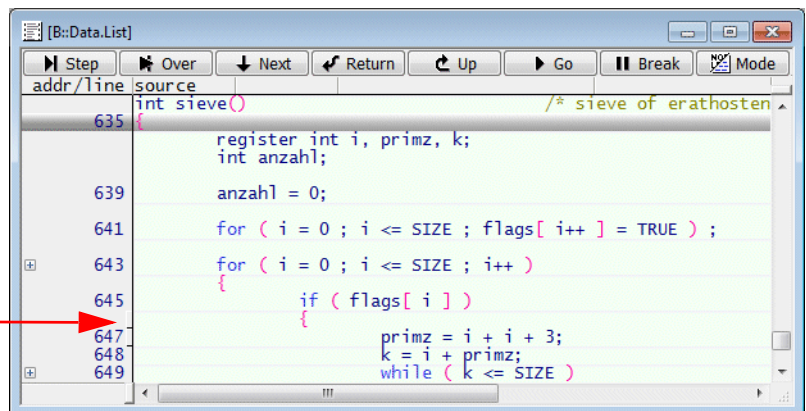 [B::Data.List]
Step Over Next Return Up Go Break Mode
addr/line source
int sieve() /* sieve of erathosten
635 {
register int i, primz, k;
int anzahl;
639 anzahl = 0;
641 for ( i = 0 ; i <= SIZE ; flags[ i++ ] = TRUE ) ;
643 for ( i = 0 ; i <= SIZE ; i++ )
{
645 if ( flags[ i ] )
{
647 primz = i + i + 3;
648 k = i + primz;
649 while ( k <= SIZE )